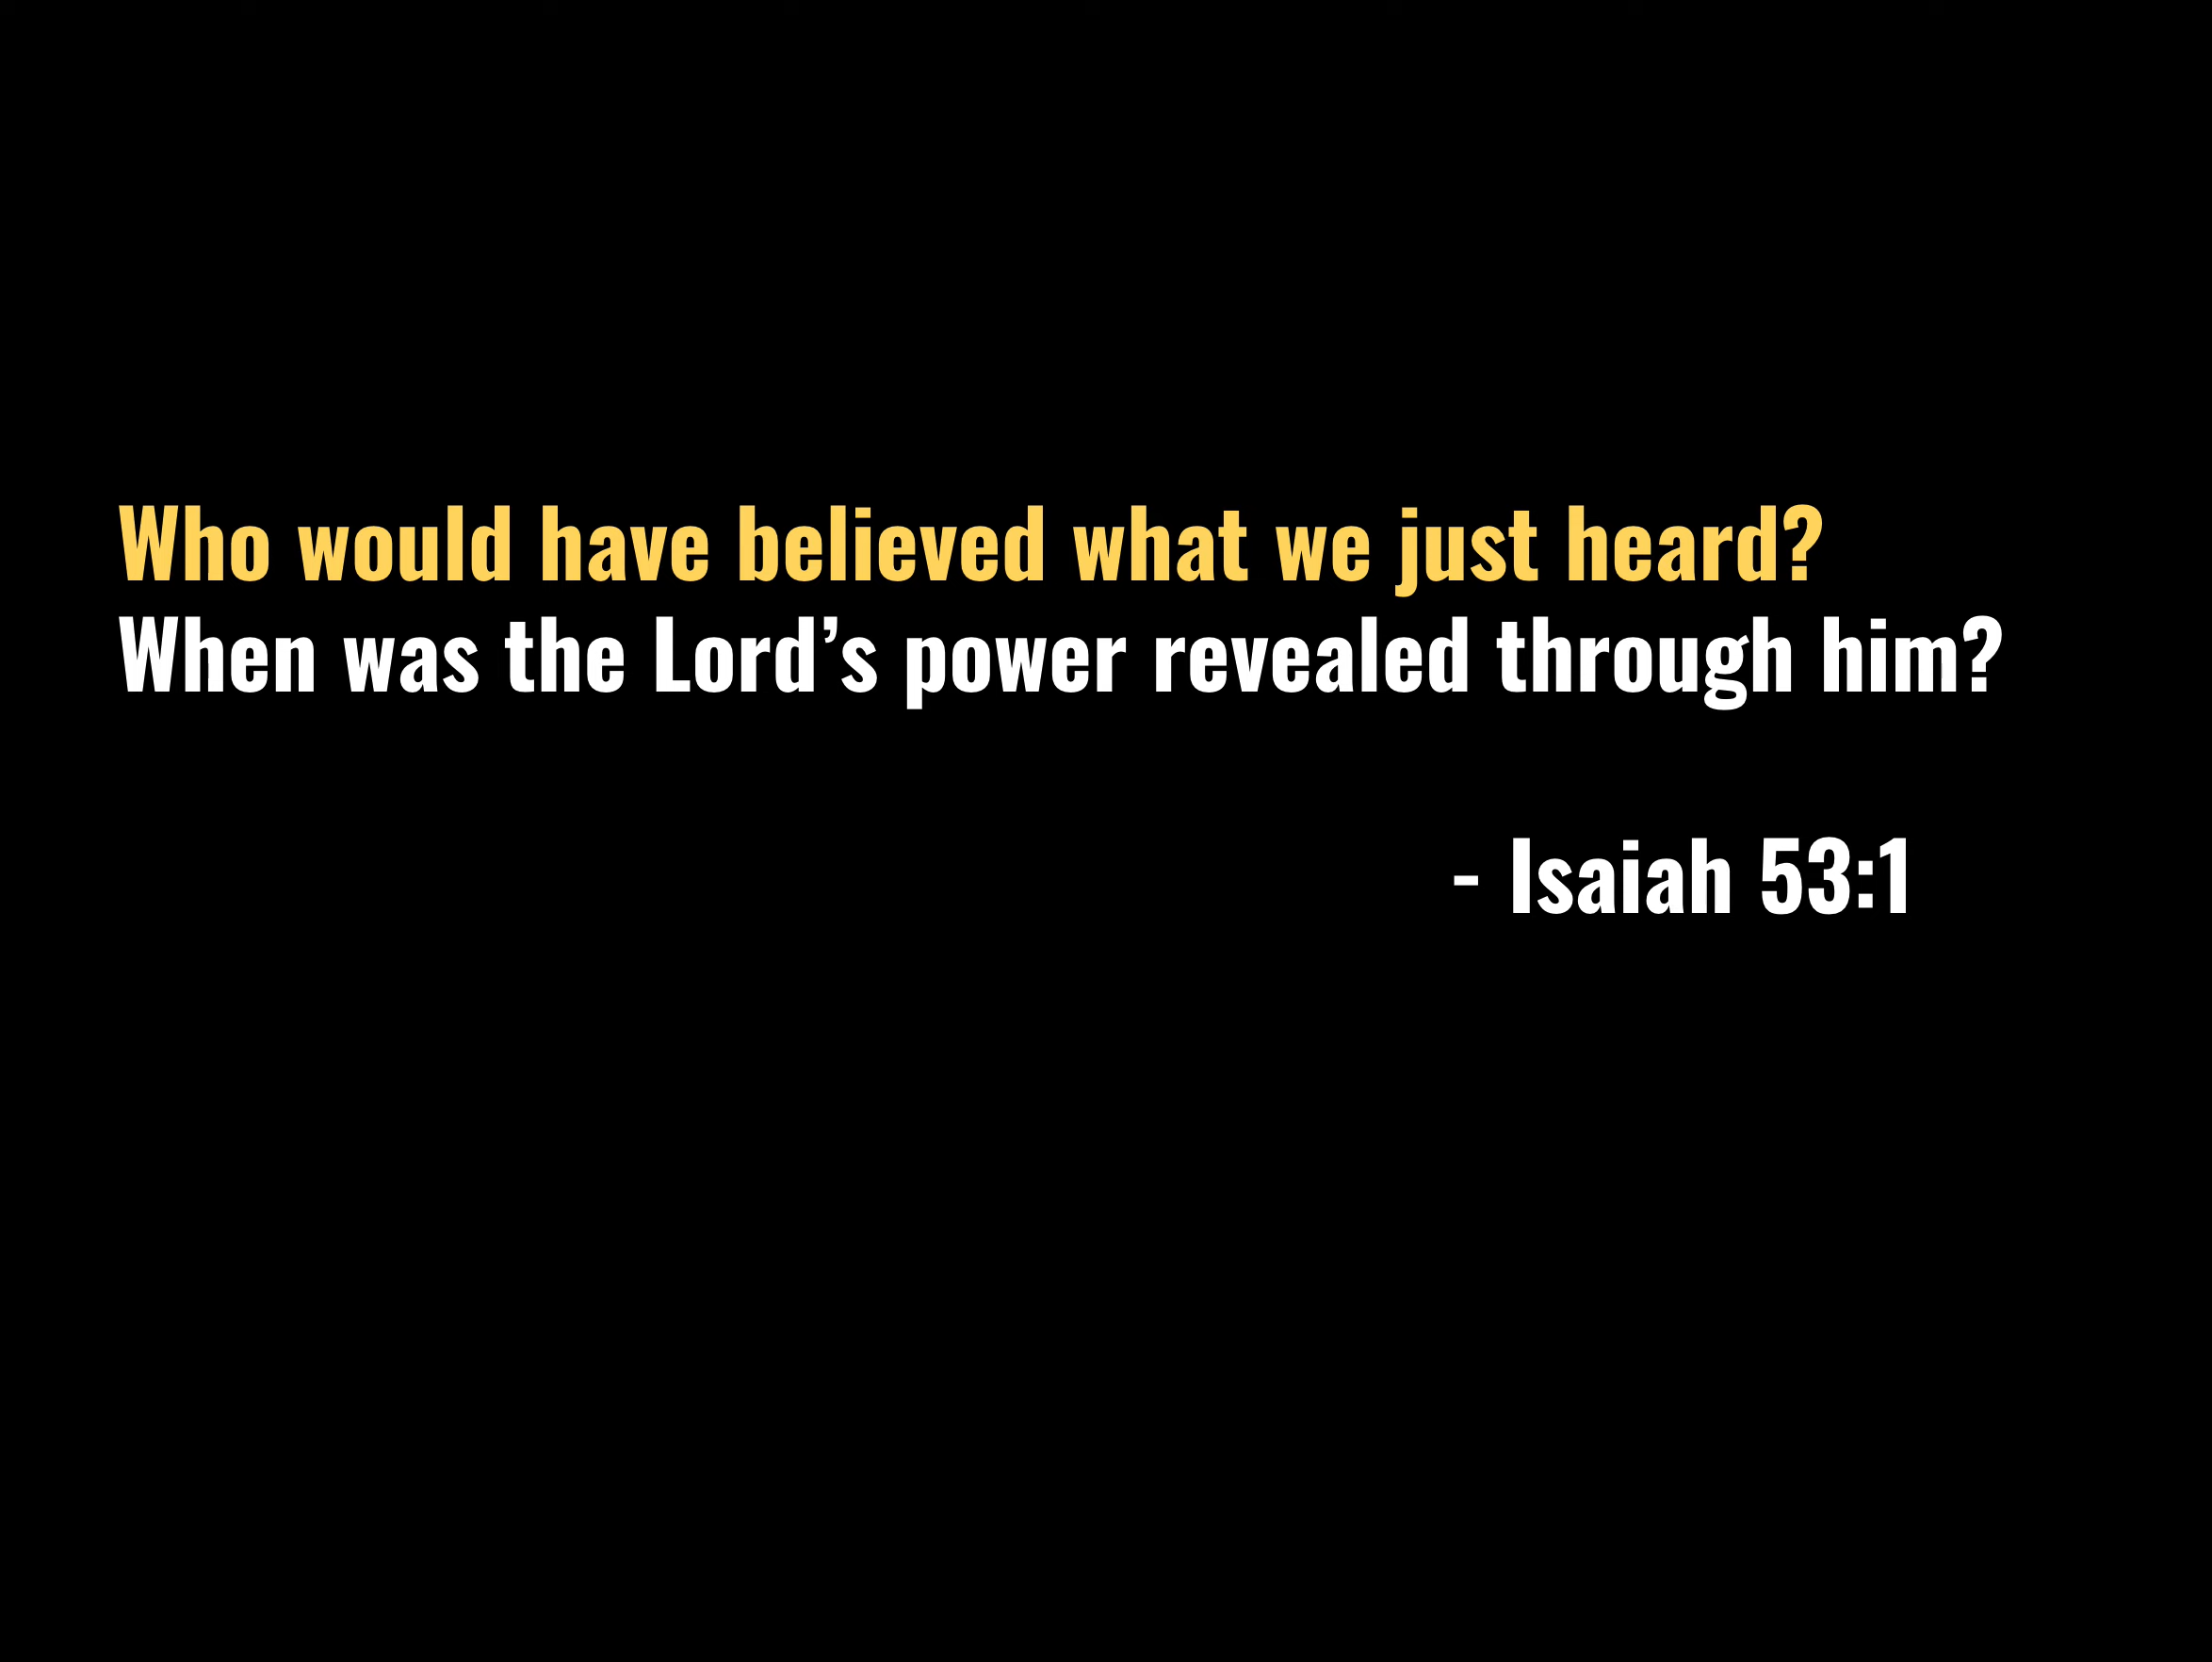 Who would have believed what we just heard?
When was the Lord’s power revealed through him?
- Isaiah 53:1